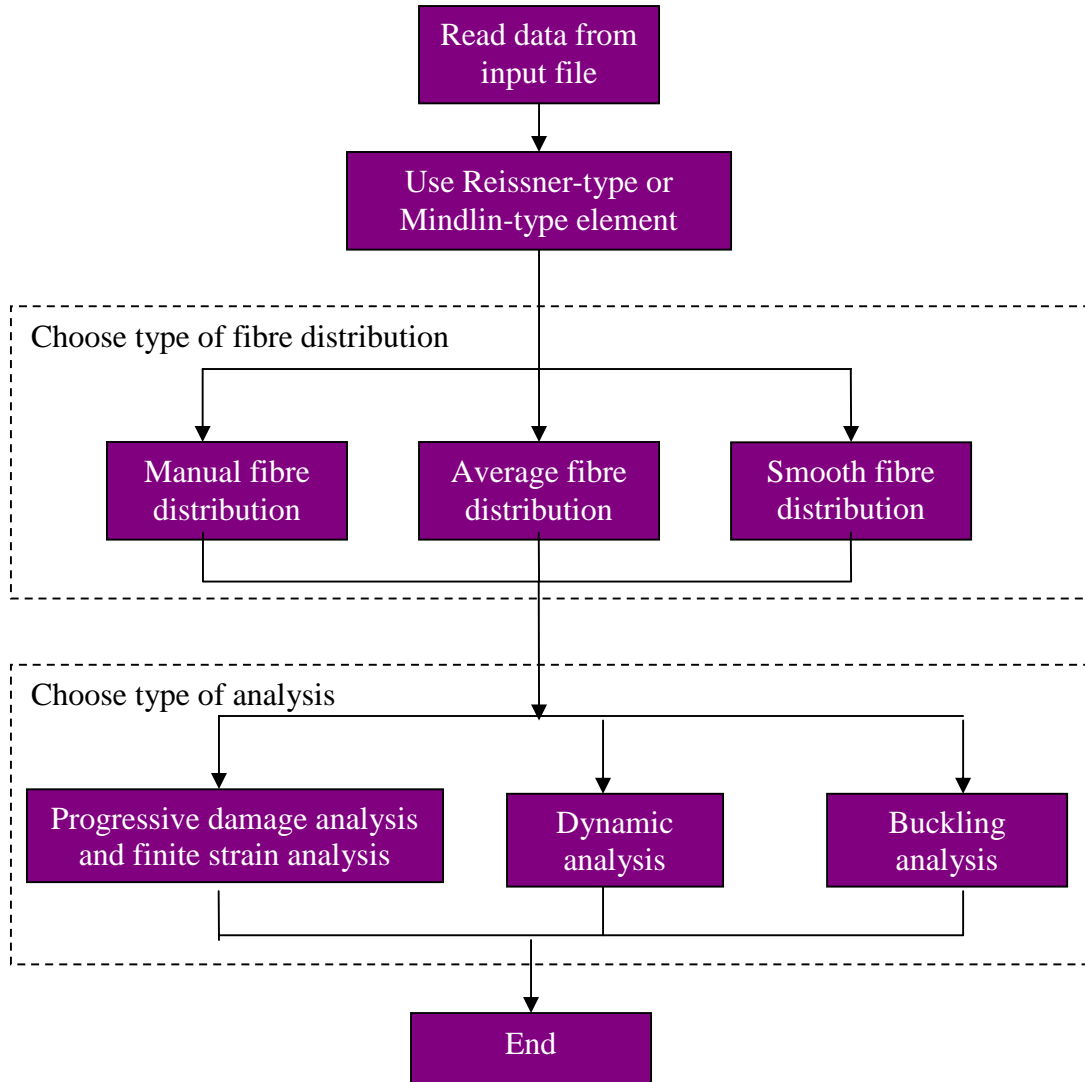 Read data from
input file
Use Reissner-type or
Mindlin-type element
Choose type of fibre distribution
Manual fibre
distribution
Average fibre
distribution
Smooth fibre
distribution
Choose type of analysis
Progressive damage analysis
and finite strain analysis
Dynamic
analysis
Buckling
analysis
End